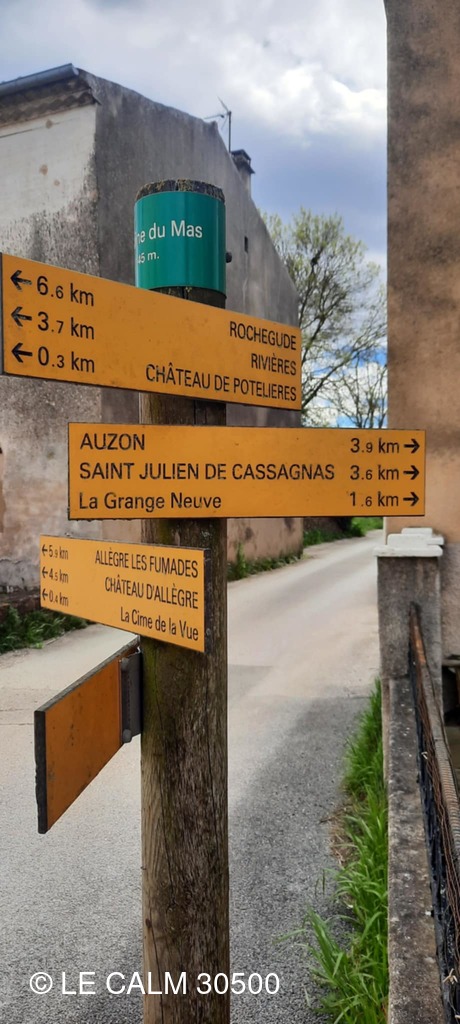 ne du Mas
45 m.
← 6.6 km ROCHEGUDE
← 3.7 km RIVIÈRES
← 0.3 km CHÂTEAU DE POTELIERES
AUZON 3.9 km →
SAINT JULIEN DE CASSAGNAS 3.6 km →
La Grange Neuve 1.6 km →
← 5.9 km ALLÈGRE LES FUMADES
← 4.5 km CHÂTEAU D'ALLÈGRE
← 0.4 km La Cime de la Vue
© LE CALM 30500